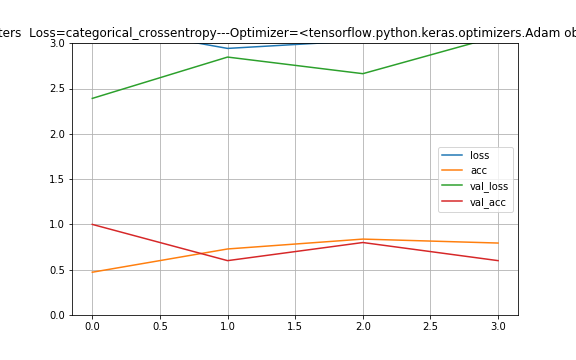 ters  Loss=categorical_crossentropy---Optimizer=<tensorflow.python.keras.optimizers.Adam ob
3.0
2.5
2.0
1.5
1.0
0.5
0.0
loss
acc
val_loss
val_acc
0.0 0.5 1.0 1.5 2.0 2.5 3.0